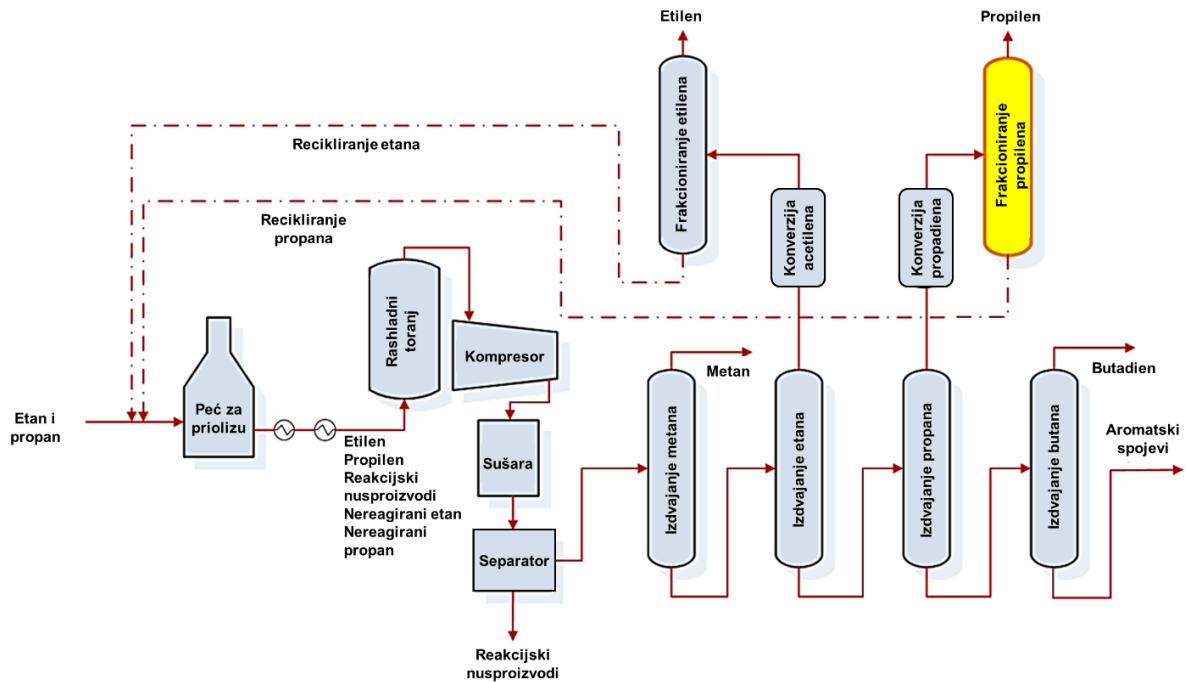 Etilen
Propilen
Frakcioniranje etilena
Frakcioniranje
propilena
Recikliranje etana
Recikliranje
propana
Konverzija
acetilena
Konverzija
propadiena
Rashladni
toranj
Kompresor
Metan
Butadien
Etan i
propan
Peć za
priolizu
Etilen
Propilen
Reakcijski
nusproizvodi
Nereagirani etan
Nereagirani
propan
Sušara
Separator
Reakcijski
nusproizvodi
Izdvajanje metana
Izdvajanje etana
Izdvajanje propana
Izdvajanje butana
Aromatski
spojevi